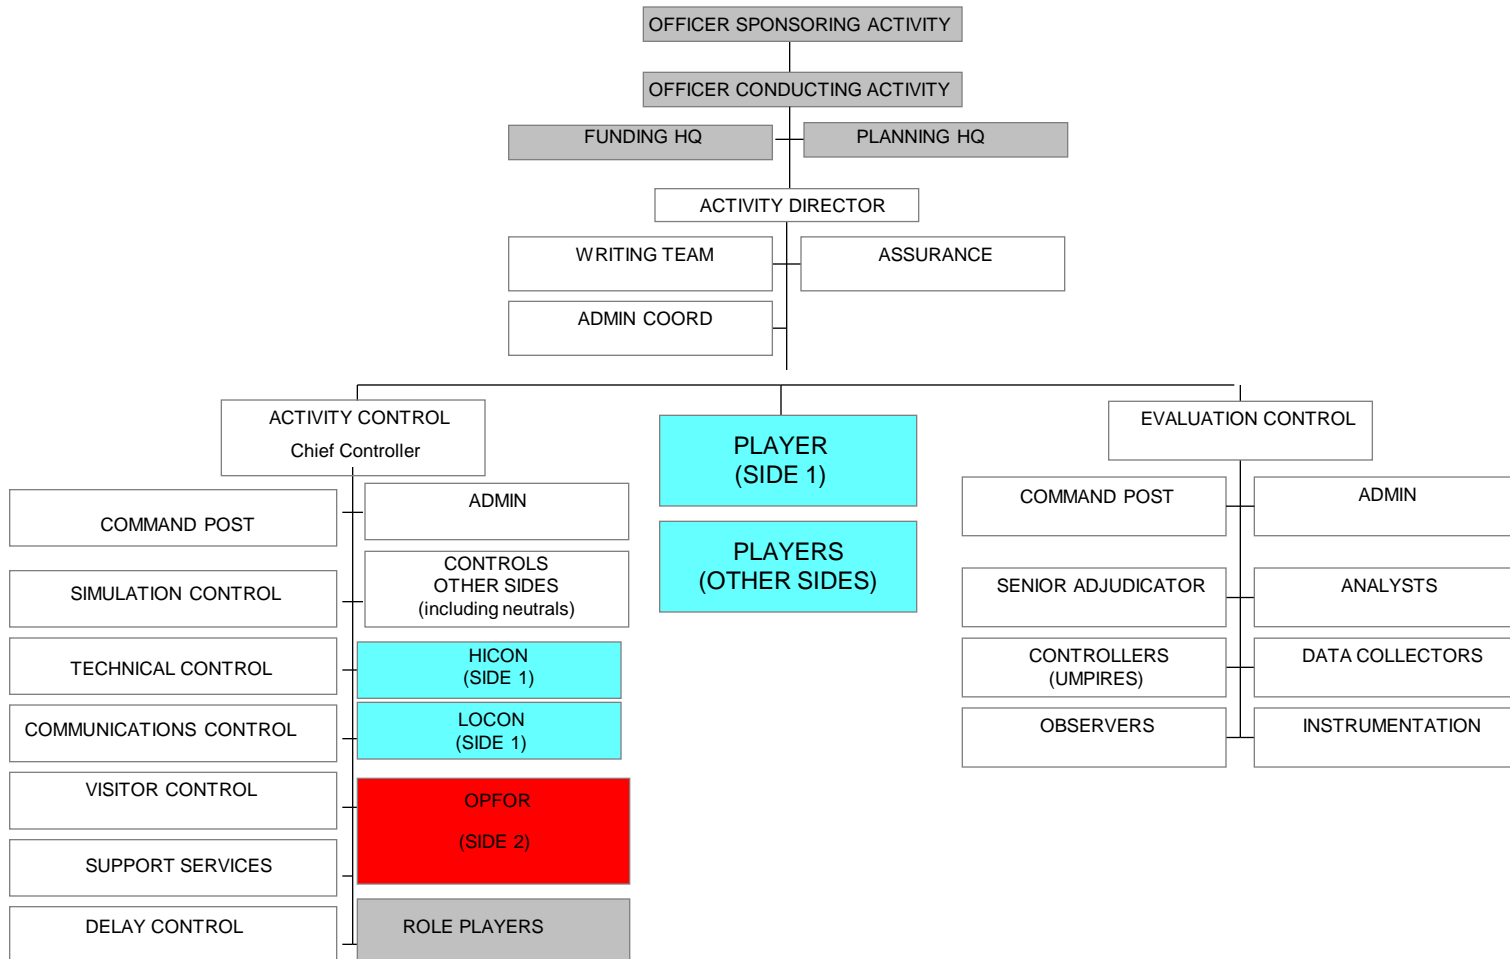 OFFICER SPONSORING ACTIVITY
OFFICER CONDUCTING ACTIVITY
FUNDING HQ
PLANNING HQ
ACTIVITY DIRECTOR
WRITING TEAM
ASSURANCE
ADMIN COORD
ACTIVITY CONTROL
Chief Controller
COMMAND POST
ADMIN
SIMULATION CONTROL
CONTROLS
OTHER SIDES
(including neutrals)
TECHNICAL CONTROL
HICON
(SIDE 1)
COMMUNICATIONS CONTROL
LOCON
(SIDE 1)
VISITOR CONTROL
OPFOR
(SIDE 2)
SUPPORT SERVICES
DELAY CONTROL
ROLE PLAYERS
PLAYER
(SIDE 1)
PLAYERS
(OTHER SIDES)
EVALUATION CONTROL
COMMAND POST
ADMIN
SENIOR ADJUDICATOR
ANALYSTS
CONTROLLERS
(UMPIRES)
DATA COLLECTORS
OBSERVERS
INSTRUMENTATION